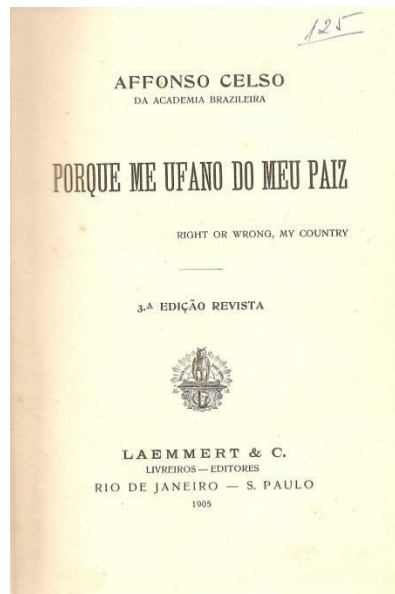 125
AFFONSO CELSO
DA ACADEMIA BRAZILEIRA
PORQUE ME UFANO DO MEU PAIZ
RIGHT OR WRONG, MY COUNTRY
3.ª EDIÇÃO REVISTA
LAEMMERT & C.
LIVREIROS — EDITORES
RIO DE JANEIRO — S. PAULO
1905